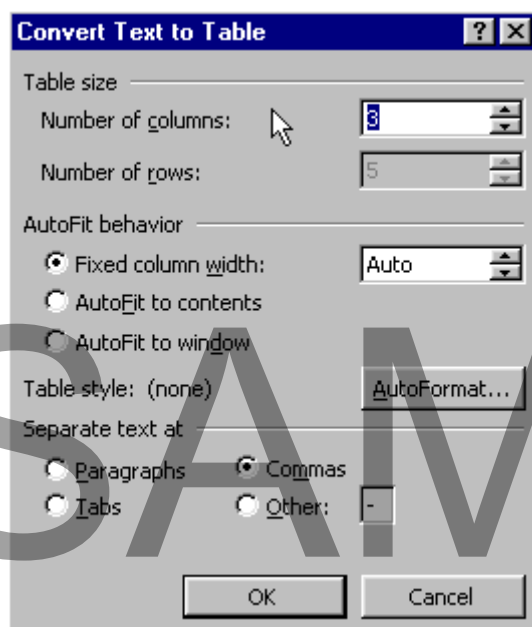 Convert Text to Table
Table size
Number of columns: 3
Number of rows: 5
AutoFit behavior
Fixed column width: Auto
AutoFit to contents
AutoFit to window
Table style: (none) AutoFormat...
Separate text at
Paragraphs Commas
Tabs Other: -
OK Cancel
SAM